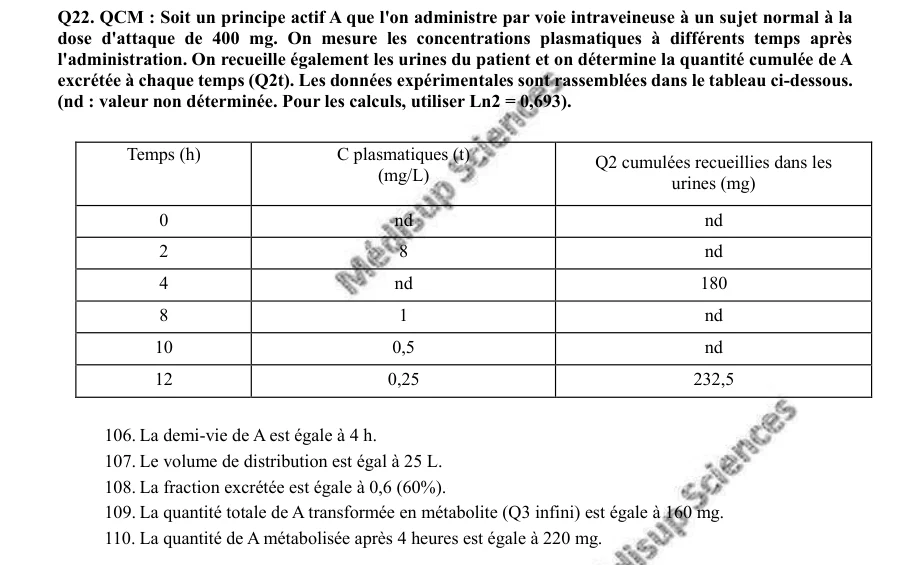 Q22. QCM : Soit un principe actif A que l'on administre par voie intraveineuse à un sujet normal à la
dose d'attaque de 400 mg. On mesure les concentrations plasmatiques à différents temps après
l'administration. On recueille également les urines du patient et on détermine la quantité cumulée de A
excrétée à chaque temps (Q2t). Les données expérimentales sont rassemblées dans le tableau ci-dessous.
(nd : valeur non déterminée. Pour les calculs, utiliser Ln2 = 0,693).
Temps (h) C plasmatiques (t) Q2 cumulées recueillies dans les
(mg/L) urines (mg)
0 nd nd
2 8 nd
4 nd 180
8 1 nd
10 0,5 nd
12 0,25 232,5
106. La demi-vie de A est égale à 4 h.
107. Le volume de distribution est égal à 25 L.
108. La fraction excrétée est égale à 0,6 (60%).
109. La quantité totale de A transformée en métabolite (Q3 infini) est égale à 160 mg.
110. La quantité de A métabolisée après 4 heures est égale à 220 mg.
Médisup Sciences
disup Sciences